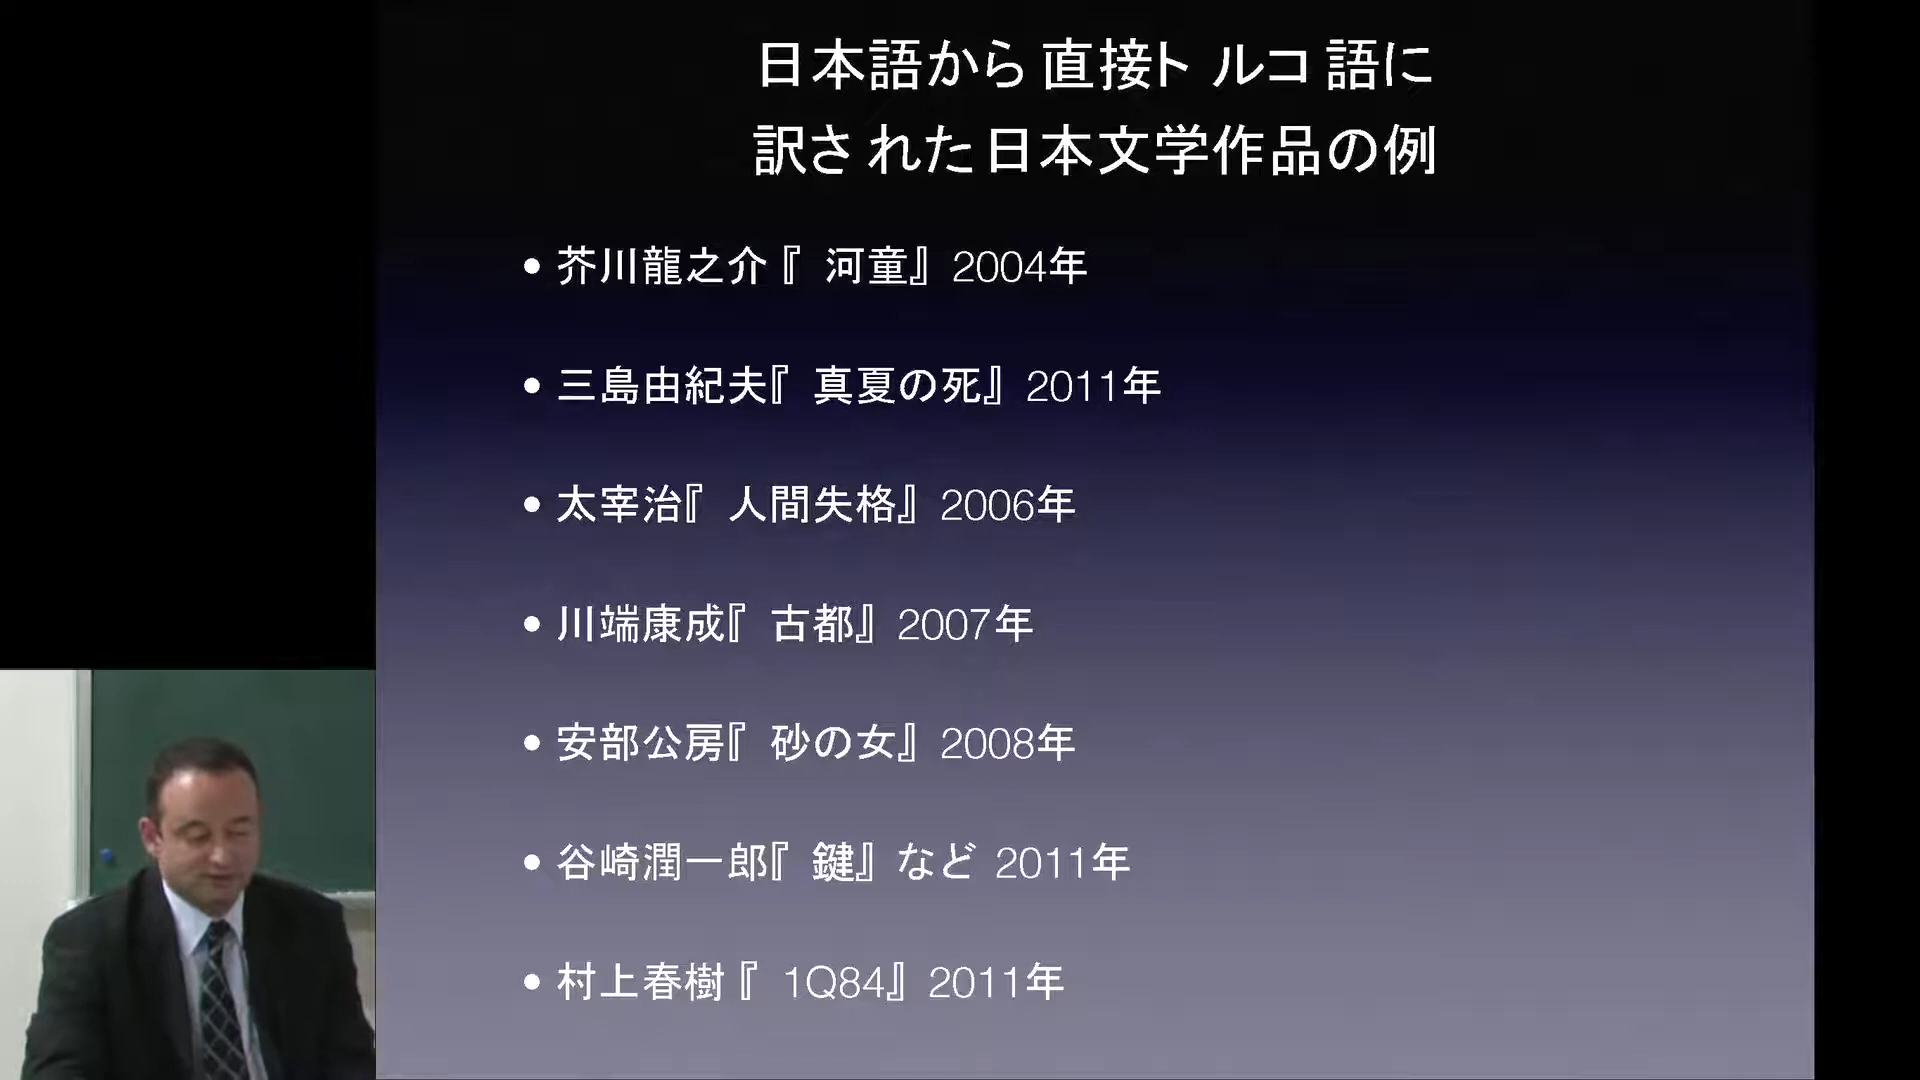 日本語から直接トルコ語に
訳された日本文学作品の例
• 芥川龍之介『河童』2004年
• 三島由紀夫『真夏の死』2011年
• 太宰治『人間失格』2006年
• 川端康成『古都』2007年
• 安部公房『砂の女』2008年
• 谷崎潤一郎『鍵』など 2011年
• 村上春樹『1Q84』2011年